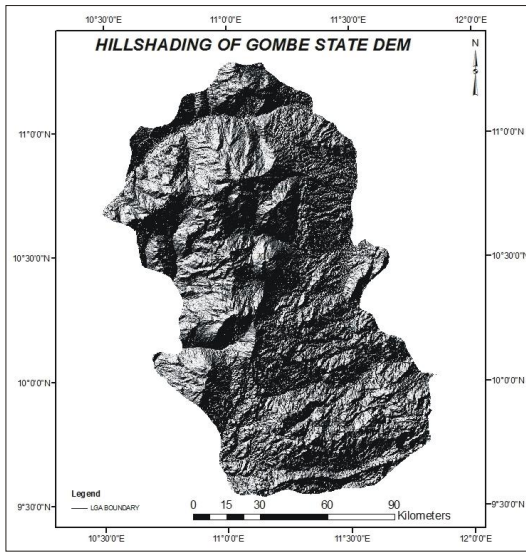 10°30'0"E 11°0'0"E 11°30'0"E 12°0'0"E
HILLSHADING OF GOMBE STATE DEM
N
11°0'0"N 11°0'0"N
10°30'0"N 10°30'0"N
10°0'0"N 10°0'0"N
Legend
LGA BOUNDARY
0 15 30 60 90
Kilometers
9°30'0"N 9°30'0"N
10°30'0"E 11°0'0"E 11°30'0"E 12°0'0"E